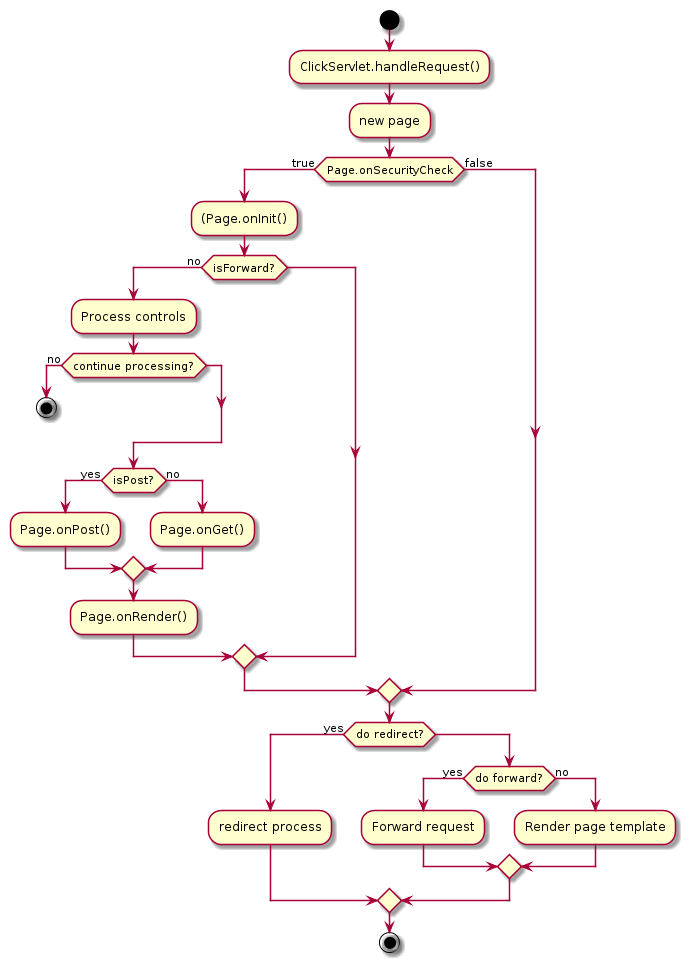 ClickServlet.handleRequest()
new page
true
Page.onSecurityCheck
false
(Page.onInit()
no
isForward?
Process controls
no
continue processing?
yes
isPost?
no
Page.onPost()
Page.onGet()
Page.onRender()
yes
do redirect?
yes
do forward?
no
redirect process
Forward request
Render page template